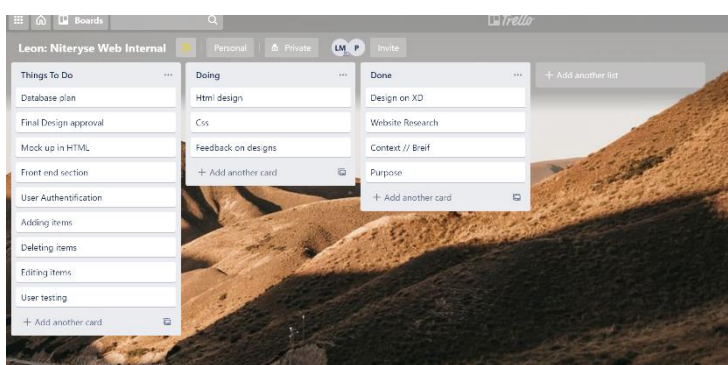 Boards
Trello
Leon: Niteryse Web Internal
Personal
Private
LM
P
Invite
Things To Do
Database plan
Final Design approval
Mock up in HTML
Front end section
User Authentification
Adding items
Deleting items
Editing items
User testing
+ Add another card
Doing
Html design
Css
Feedback on designs
+ Add another card
Done
Design on XD
Website Research
Context // Breif
Purpose
+ Add another card
+ Add another list